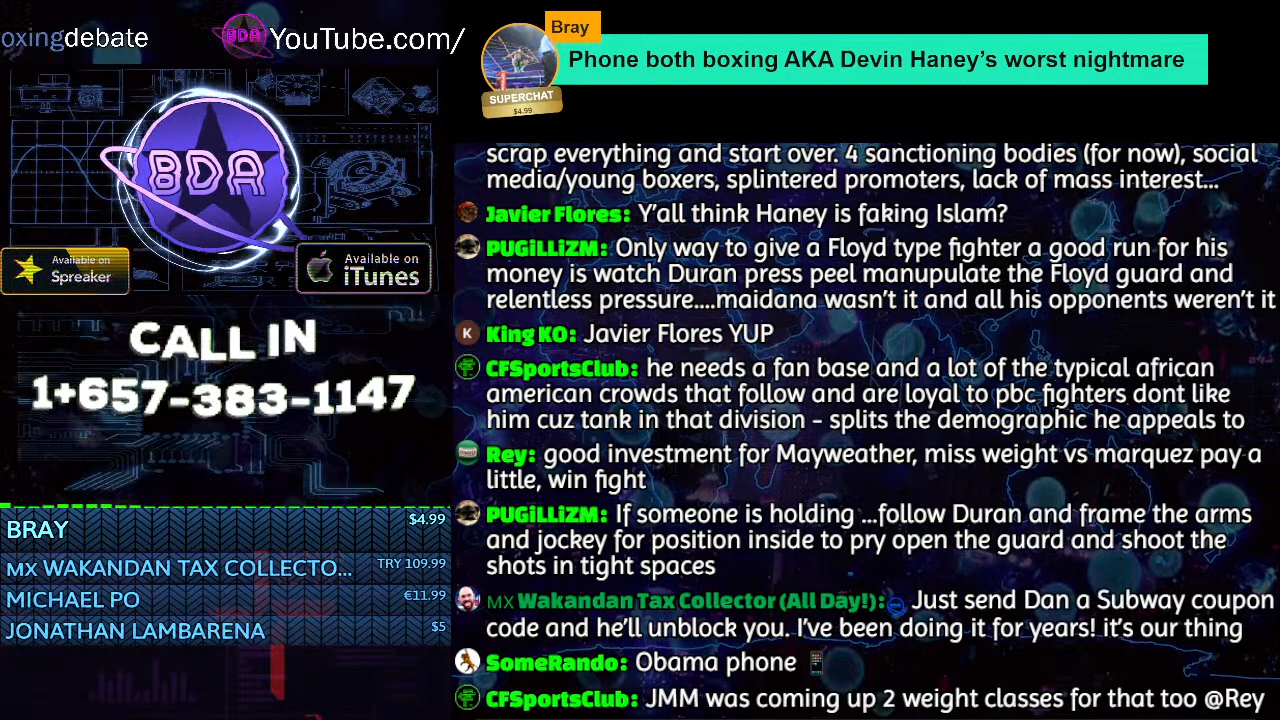 oxingdebate
BDA
YouTube.com/
Bray
Phone both boxing AKA Devin Haney's worst nightmare
SUPERCHAT
$4.99
BDA
Available on
Spreaker
Available on
iTunes
CALL IN
1+657-383-1147
BRAY $4.99
MX WAKANDAN TAX COLLECTO... TRY 109.99
MICHAEL PO €11.99
JONATHAN LAMBARENA $5
scrap everything and start over. 4 sanctioning bodies (for now), social
media/young boxers, splintered promoters, lack of mass interest...
Javier Flores: Y'all think Haney is faking Islam?
PUGiLLiZM: Only way to give a Floyd type fighter a good run for his
money is watch Duran press peel manupulate the Floyd guard and
relentless pressure....maidana wasn't it and all his opponents weren't it
K King KO: Javier Flores YUP
CFSportsClub: he needs a fan base and a lot of the typical african
american crowds that follow and are loyal to pbc fighters dont like
him cuz tank in that division - splits the demographic he appeals to
Rey: good investment for Mayweather, miss weight vs marquez pay a
little, win fight
PUGiLLiZM: If someone is holding ...follow Duran and frame the arms
and jockey for position inside to pry open the guard and shoot the
shots in tight spaces
MX Wakandan Tax Collector (All Day!): Just send Dan a Subway coupon
code and he'll unblock you. I've been doing it for years! it's our thing
SomeRando: Obama phone 📱
CFSportsClub: JMM was coming up 2 weight classes for that too @Rey